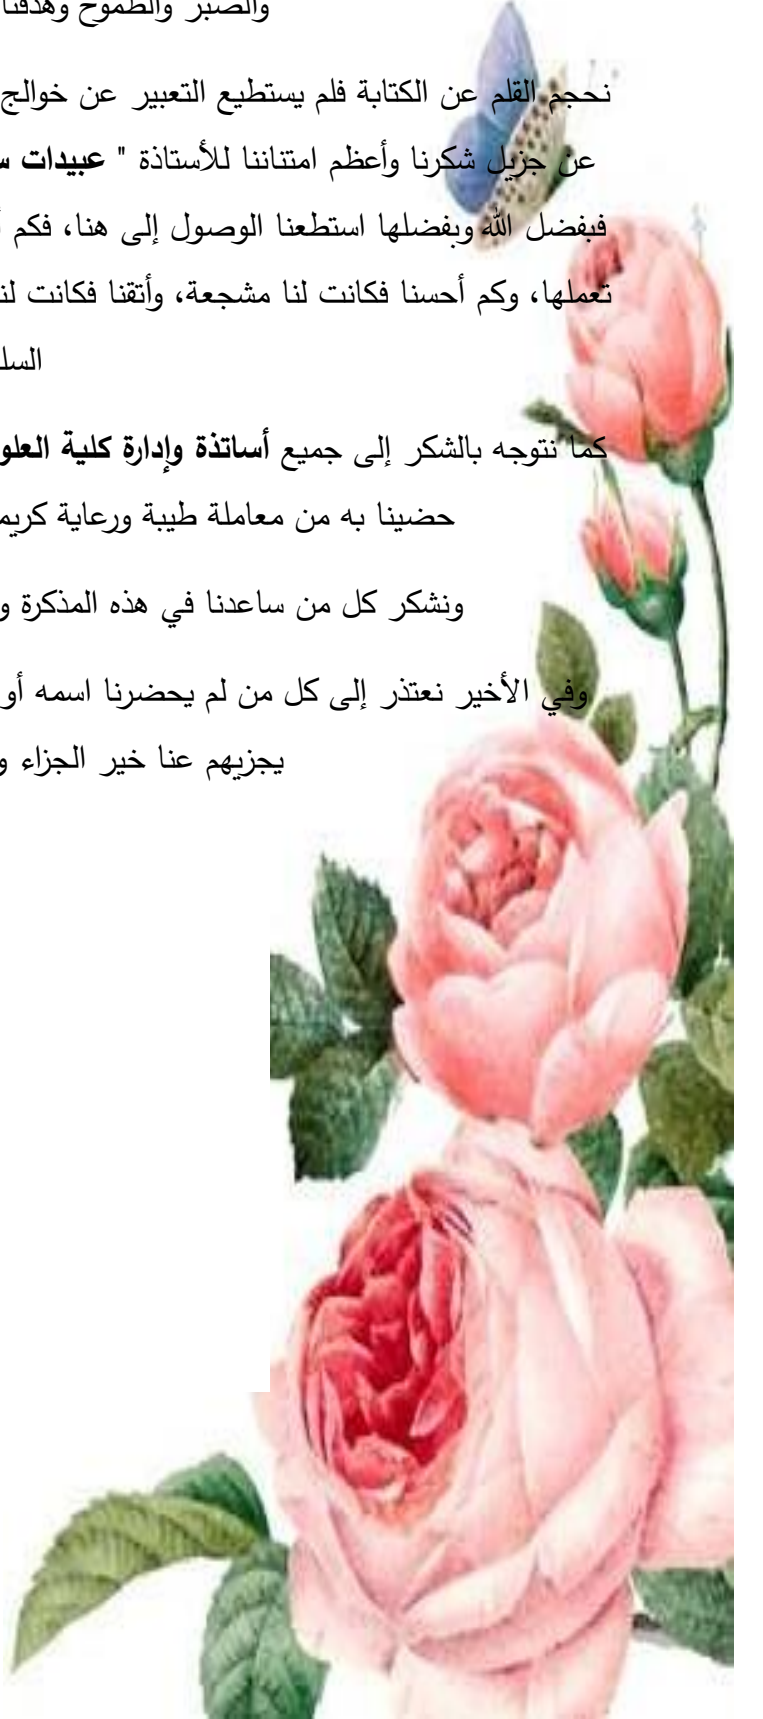 والصبر والطموح وهدفنا
نحجم القلم عن الكتابة فلم يستطيع التعبير عن خوالج
عن جزيل شكرنا وأعظم امتناننا للأستاذة " عبيدات
فبفضل الله وبفضلها استطعنا الوصول إلى هنا، فكم
تعملها، وكم أحسنا فكانت لنا مشجعة، وأتقنا فكانت
كما نتوجه بالشكر إلى جميع أساتذة وإدارة كلية
حضينا به من معاملة طيبة ورعاية
ونشكر كل من ساعدنا في هذه المذكرة و
وفي الأخير نعتذر إلى كل من لم يحضرنا اسمه أو
يجزيهم عنا خير الجزاء و